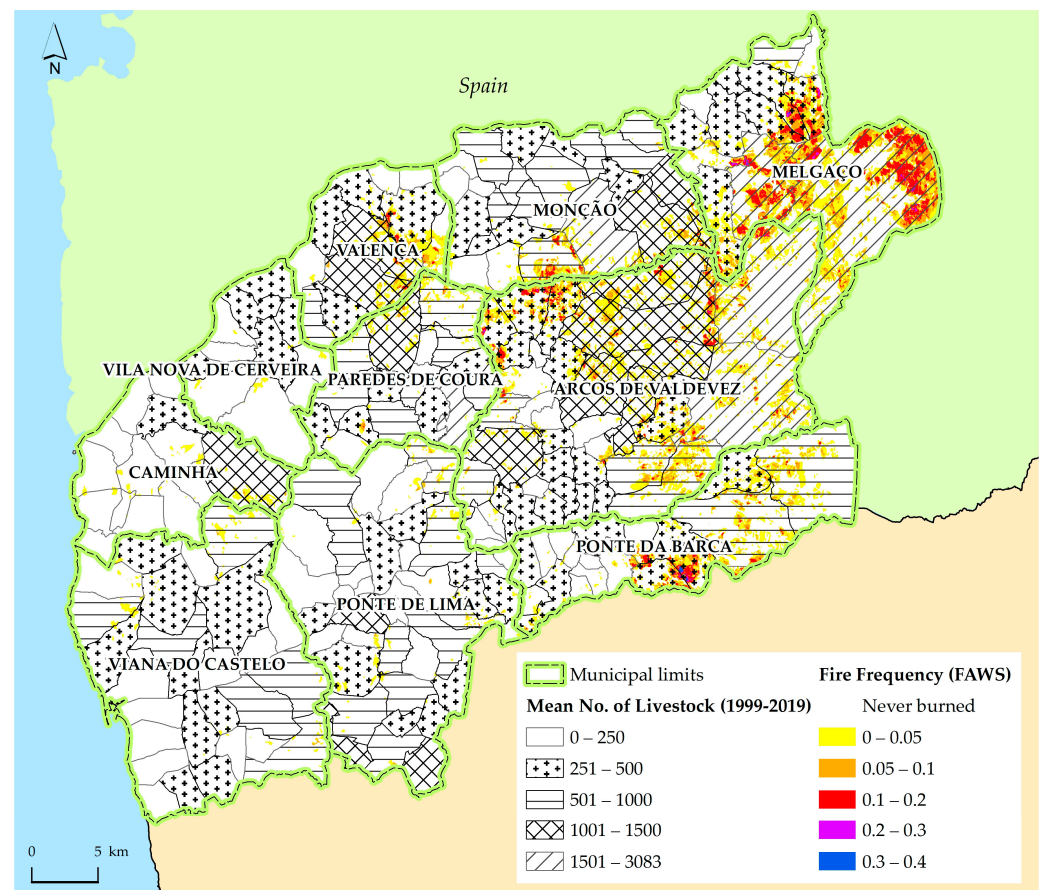 N
Spain
MELGAÇO
MONÇÃO
VALENÇA
VILA NOVA DE CERVEIRA
PAREDES DE COURA
ARCOS DE VALDEVEZ
CAMINHA
PONTE DA BARCA
PONTE DE LIMA
VIANA DO CASTELO
Municipal limits
Mean No. of Livestock (1999-2019)
0 – 250
251 – 500
501 – 1000
1001 – 1500
1501 – 3083
Fire Frequency (FAWS)
Never burned
0 – 0.05
0.05 – 0.1
0.1 – 0.2
0.2 – 0.3
0.3 – 0.4
0 5 km